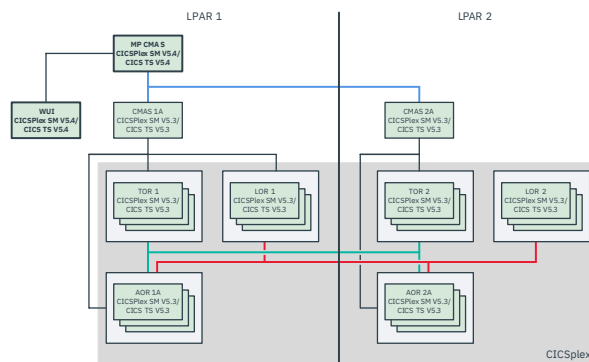 LPAR 1
LPAR 2
MP CMAS
CICSPlex SM V5.4/
CICS TS V5.4
WUI
CICSPlex SM V5.4/
CICS TS V5.4
CMAS 1A
CICSPlex SM V5.3/
CICS TS V5.3
CMAS 2A
CICSPlex SM V5.3/
CICS TS V5.3
TOR 1
CICSPlex SM V5.3/
CICS TS V5.3
LOR 1
CICSPlex SM V5.3/
CICS TS V5.3
TOR 2
CICSPlex SM V5.3/
CICS TS V5.3
LOR 2
CICSPlex SM V5.3/
CICS TS V5.3
AOR 1A
CICSPlex SM V5.3/
CICS TS V5.3
AOR 2A
CICSPlex SM V5.3/
CICS TS V5.3
CICSplex